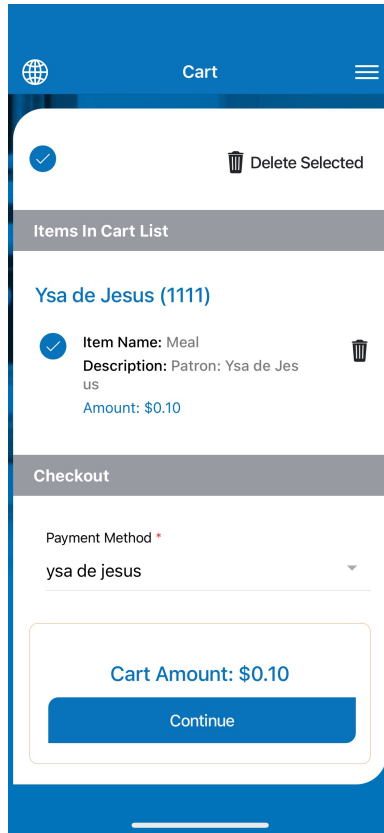 Cart
Delete Selected
Items In Cart List
Ysa de Jesus (1111)
Item Name: Meal
Description: Patron: Ysa de Jes
us
Amount: $0.10
Checkout
Payment Method *
ysa de jesus
Cart Amount: $0.10
Continue